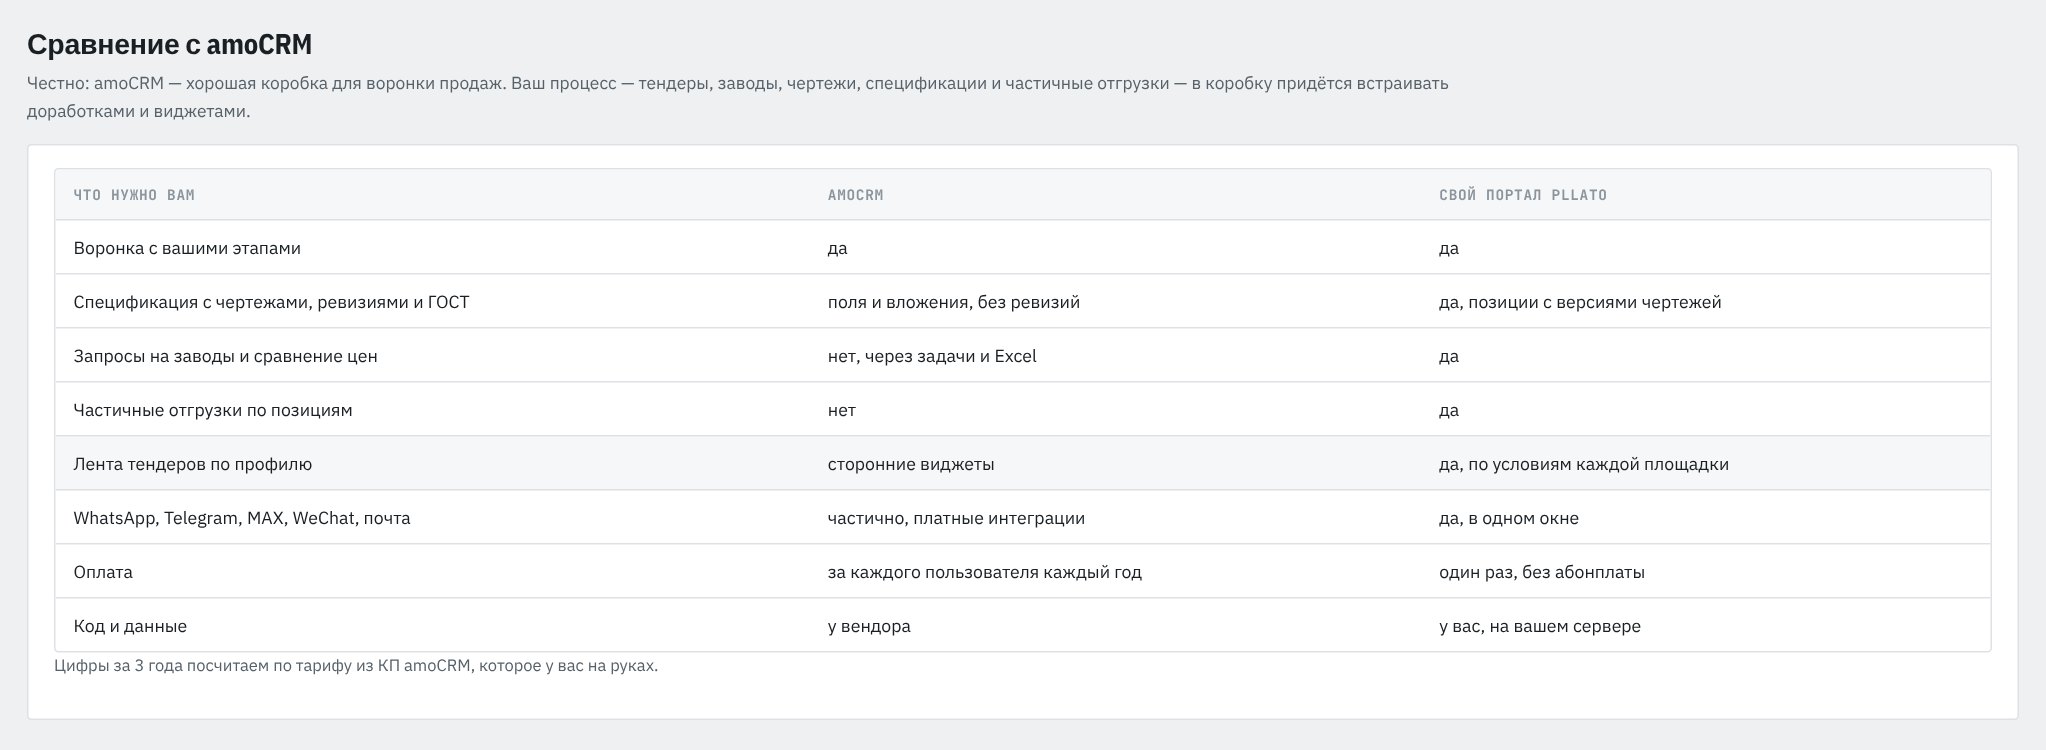 Сравнение с amoCRM
Честно: amoCRM — хорошая коробка для воронки продаж. Ваш процесс — тендеры, заводы, чертежи, спецификации и частичные отгрузки — в коробку придётся встраивать
доработками и виджетами.
ЧТО НУЖНО ВАМ AMOCRM СВОЙ ПОРТАЛ PLLATO
Воронка с вашими этапами да да
Спецификация с чертежами, ревизиями и ГОСТ поля и вложения, без ревизий да, позиции с версиями чертежей
Запросы на заводы и сравнение цен нет, через задачи и Excel да
Частичные отгрузки по позициям нет да
Лента тендеров по профилю сторонние виджеты да, по условиям каждой площадки
WhatsApp, Telegram, MAX, WeChat, почта частично, платные интеграции да, в одном окне
Оплата за каждого пользователя каждый год один раз, без абонплаты
Код и данные у вендора у вас, на вашем сервере
Цифры за 3 года посчитаем по тарифу из КП amoCRM, которое у вас на руках.